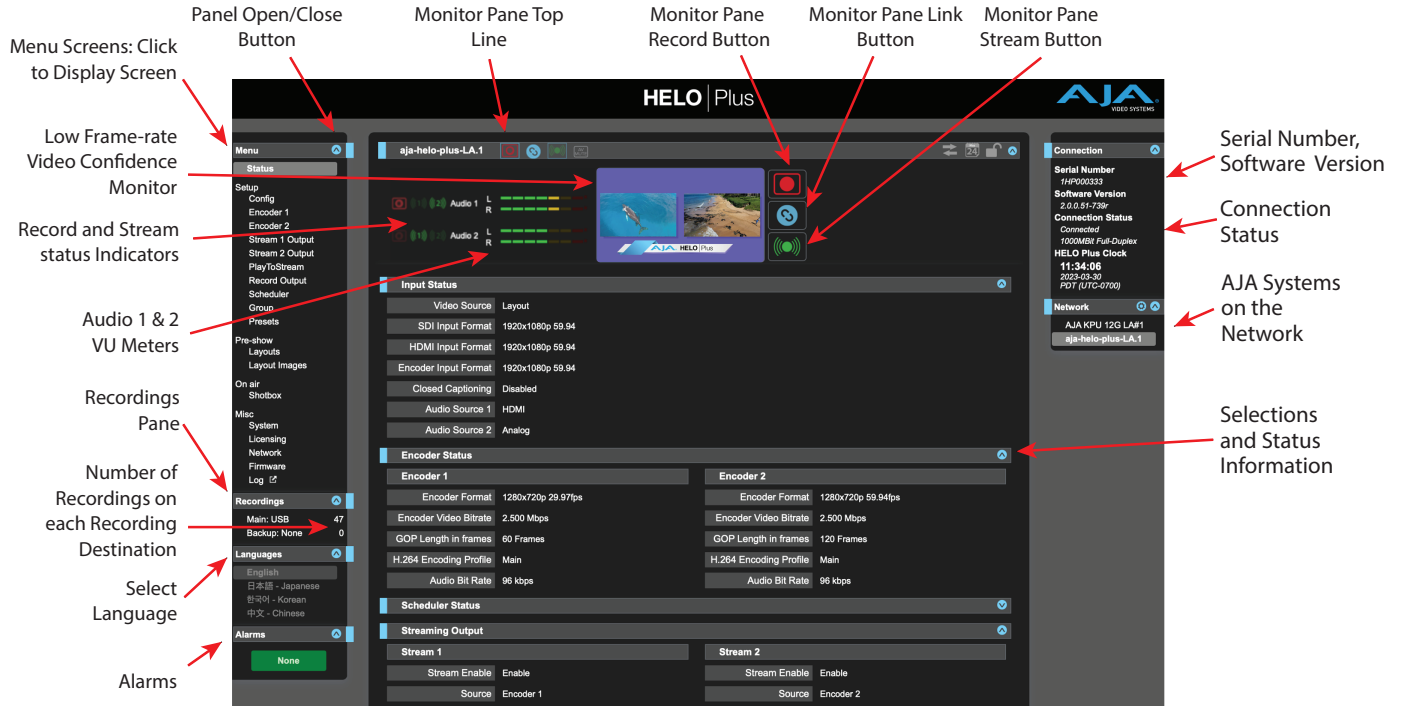 Panel Open/Close
Button
Monitor Pane Top
Line
Monitor Pane
Record Button
Monitor Pane Link
Button
Monitor Pane
Stream Button
Menu Screens: Click
to Display Screen
Low Frame-rate
Video Confidence
Monitor
Record and Stream
status Indicators
Audio 1 & 2
VU Meters
Recordings
Pane
Number of
Recordings on
each Recording
Destination
Select
Language
Alarms
HELO | Plus
AJA
VIDEO SYSTEMS
Menu
Status
Setup
Config
Encoder 1
Encoder 2
Stream 1 Output
Stream 2 Output
PlayToStream
Record Output
Scheduler
Group
Presets
Pre-show
Layouts
Layout Images
On air
Shotbox
Misc
System
Licensing
Network
Firmware
Log
Recordings
Main: USB 47
Backup: None 0
Languages
English
日本語 - Japanese
한국어 - Korean
中文 - Chinese
Alarms
None
aja-helo-plus-LA.1
24
2 Audio 1 L
R
1 Audio 2 L
R
AJA HELO | Plus
Input Status
Video Source Layout
SDI Input Format 1920x1080p 59.94
HDMI Input Format 1920x1080p 59.94
Encoder Input Format 1920x1080p 59.94
Closed Captioning Disabled
Audio Source 1 HDMI
Audio Source 2 Analog
Encoder Status
Encoder 1 Encoder 2
Encoder Format 1280x720p 29.97fps Encoder Format 1280x720p 59.94fps
Encoder Video Bitrate 2.500 Mbps Encoder Video Bitrate 2.500 Mbps
GOP Length in frames 60 Frames GOP Length in frames 120 Frames
H.264 Encoding Profile Main H.264 Encoding Profile Main
Audio Bit Rate 96 kbps Audio Bit Rate 96 kbps
Scheduler Status
Streaming Output
Stream 1 Stream 2
Stream Enable Enable Stream Enable Enable
Source Encoder 1 Source Encoder 2
Connection
Serial Number
1HP000333
Software Version
2.0.0.51-739r
Connection Status
Connected
1000MBit Full-Duplex
HELO Plus Clock
11:34:06
2023-03-30
PDT (UTC-0700)
Network
AJA KPU 12G LA#1
aja-helo-plus-LA.1
Serial Number,
Software Version
Connection
Status
AJA Systems
on the
Network
Selections
and Status
Information